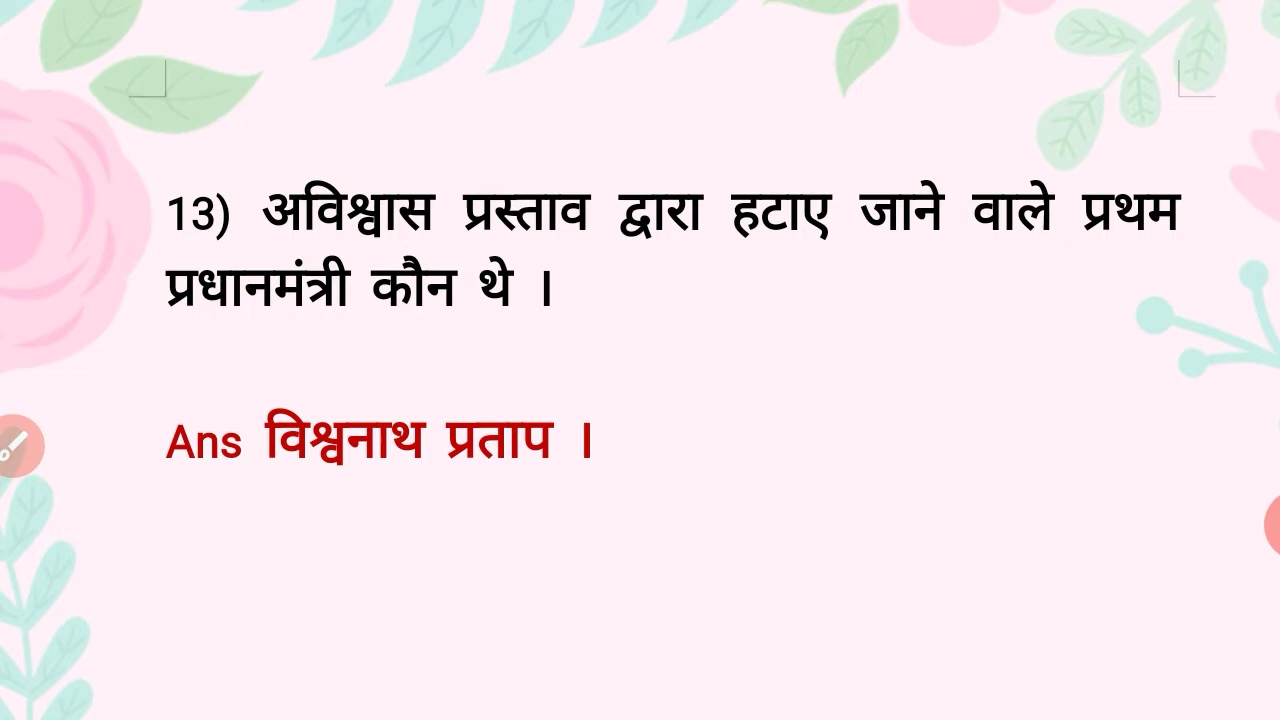 13) अविश्वास प्रस्ताव द्वारा हटाए जाने वाले प्रथम
प्रधानमंत्री कौन थे ।
Ans विश्वनाथ प्रताप ।